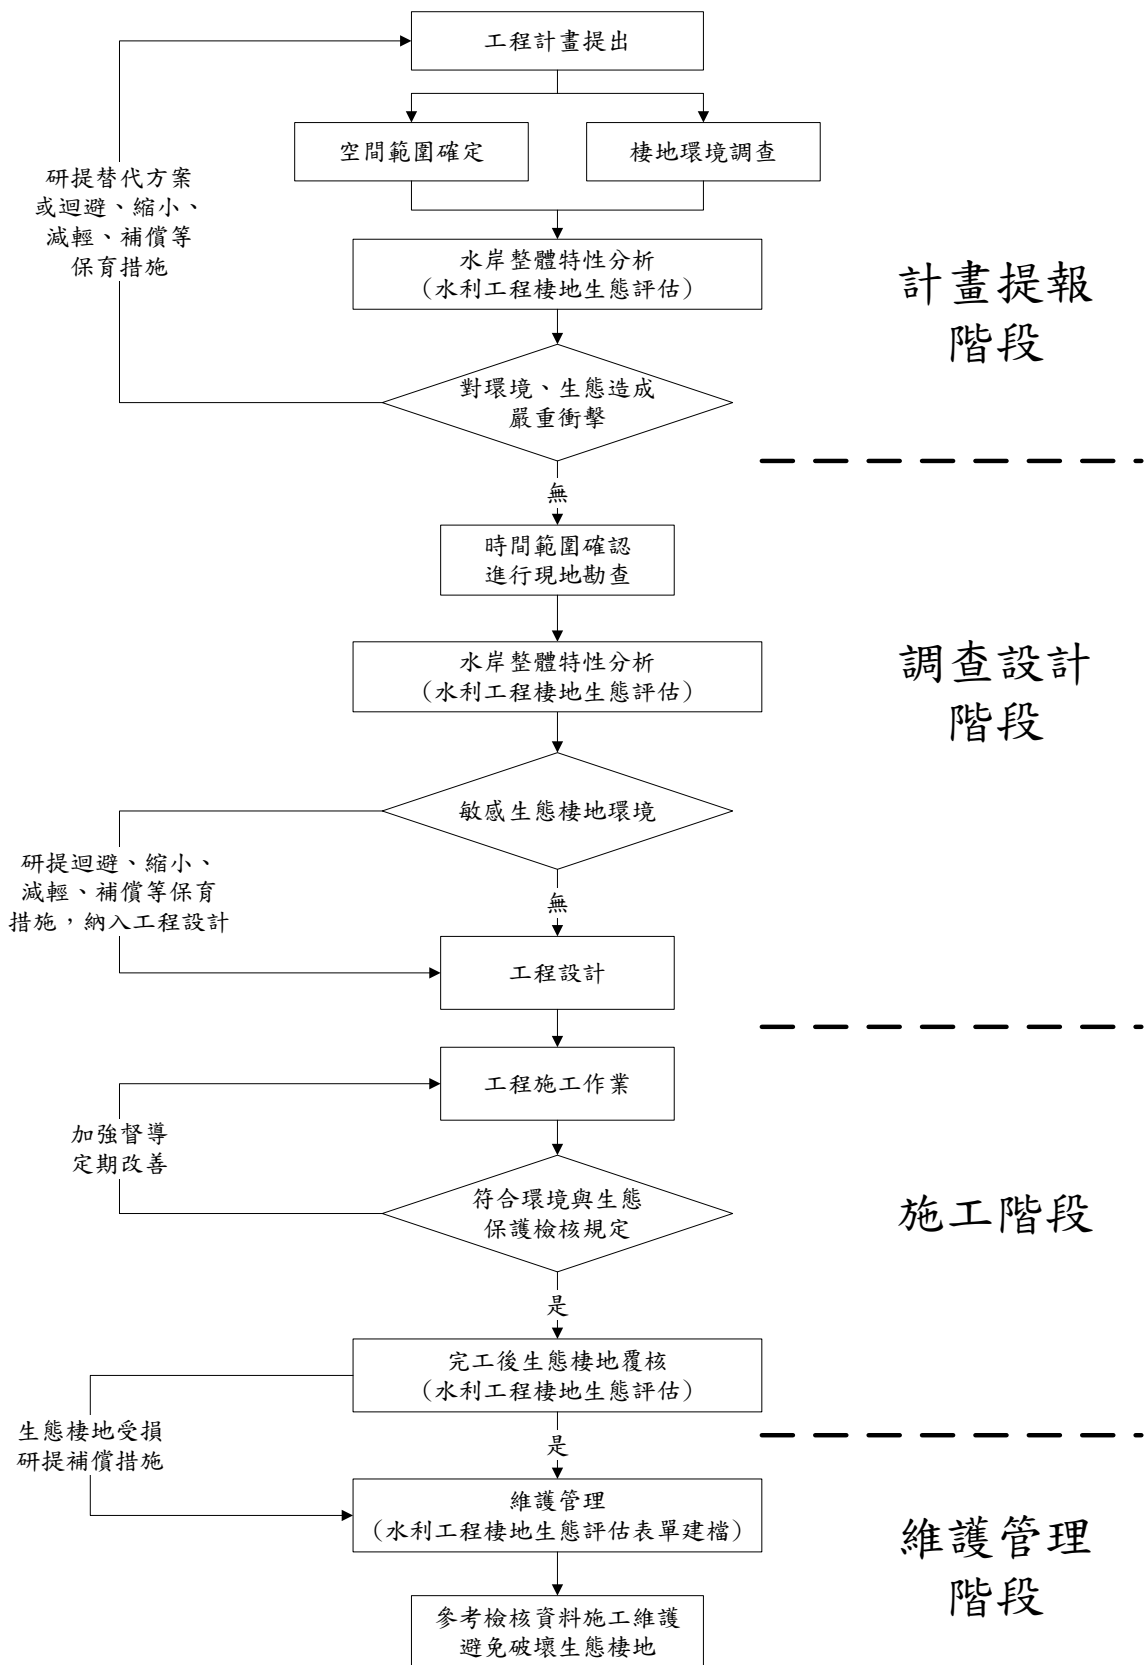 工程計畫提出
空間範圍確定
棲地環境調查
研提替代方案
或迴避、縮小、
減輕、補償等
保育措施
水岸整體特性分析
（水利工程棲地生態評估）
計畫提報
階段
對環境、生態造成
嚴重衝擊
無
時間範圍確認
進行現地勘查
水岸整體特性分析
（水利工程棲地生態評估）
調查設計
階段
敏感生態棲地環境
研提迴避、縮小、
減輕、補償等保育
措施，納入工程設計
無
工程設計
工程施工作業
加強督導
定期改善
符合環境與生態
保護檢核規定
施工階段
是
完工後生態棲地覆核
（水利工程棲地生態評估）
生態棲地受損
研提補償措施
是
維護管理
（水利工程棲地生態評估表單建檔）
維護管理
階段
參考檢核資料施工維護
避免破壞生態棲地